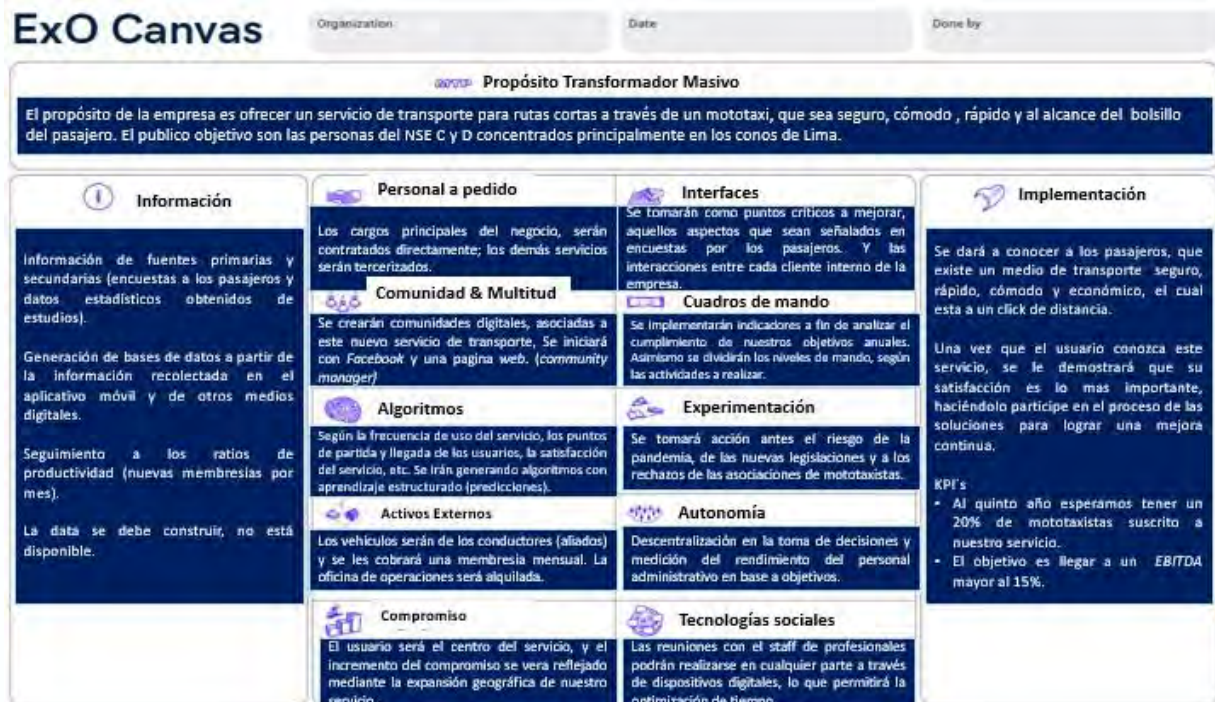 ExO Canvas
Organization
Date
Done by
Propósito Transformador Masivo
El propósito de la empresa es ofrecer un servicio de transporte para rutas cortas a través de un mototaxi, que sea seguro, cómodo , rápido y al alcance del bolsillo
del pasajero. El publico objetivo son las personas del NSE C y D concentrados principalmente en los conos de Lima.
Información
Información de fuentes primarias y
secundarias (encuestas a los pasajeros y
datos estadísticos obtenidos de
estudios).
Generación de bases de datos a partir de
la información recolectada en el
aplicativo móvil y de otros medios
digitales.
Seguimiento a los ratios de
productividad (nuevas membresías por
mes).
La data se debe construir, no está
disponible.
Personal a pedido
Los cargos principales del negocio, serán
contratados directamente; los demás servicios
serán tercerizados.
Comunidad & Multitud
Se crearán comunidades digitales, asociadas a
este nuevo servicio de transporte, Se iniciará
con Facebook y una pagina web. (community
manager)
Algoritmos
Según la frecuencia de uso del servicio, los puntos
de partida y llegada de los usuarios, la satisfacción
del servicio, etc. Se irán generando algoritmos con
aprendizaje estructurado (predicciones).
Activos Externos
Los vehículos serán de los conductores (aliados)
y se les cobrará una membresia mensual. La
oficina de operaciones será alquilada.
Compromiso
El usuario será el centro del servicio, y el
incremento del compromiso se vera reflejado
mediante la expansión geográfica de nuestro
servicio.
Interfaces
Se tomarán como puntos críticos a mejorar,
aquellos aspectos que sean señalados en
encuestas por los pasajeros. Y las
interacciones entre cada cliente interno de la
empresa.
Cuadros de mando
Se implementarán indicadores a fin de analizar el
cumplimiento de nuestros objetivos anuales.
Asimismo se dividirán los niveles de mando, según
las actividades a realizar.
Experimentación
Se tomará acción antes el riesgo de la
pandemia, de las nuevas legislaciones y a los
rechazos de las asociaciones de mototaxistas.
Autonomía
Descentralización en la toma de decisiones y
medición del rendimiento del personal
administrativo en base a objetivos.
Tecnologías sociales
Las reuniones con el staff de profesionales
podrán realizarse en cualquier parte a través
de dispositivos digitales, lo que permitirá la
optimización de tiempo.
Implementación
Se dará a conocer a los pasajeros, que
existe un medio de transporte seguro,
rápido, cómodo y económico, el cual
esta a un click de distancia.
Una vez que el usuario conozca este
servicio, se le demostrará que su
satisfacción es lo mas importante,
haciéndolo participe en el proceso de las
soluciones para lograr una mejora
continua.
KPI's
• Al quinto año esperamos tener un
20% de mototaxistas suscrito a
nuestro servicio.
• El objetivo es llegar a un EBITDA
mayor al 15%.